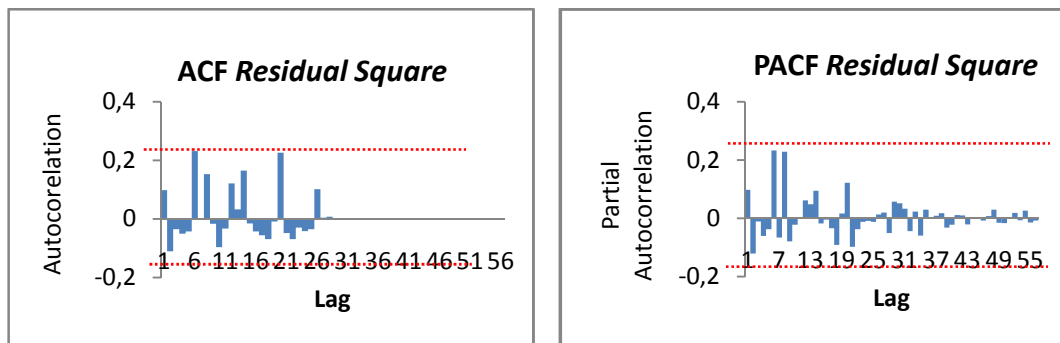 ACF Residual Square
0,4
0,2
0
-0,2
Autocorelation
1 6 11 16 21 26 31 36 41 46 51 56
Lag
PACF Residual Square
0,4
0,2
0
-0,2
Partial
Autocorrelation
1 7 13 19 25 31 37 43 49 55
Lag